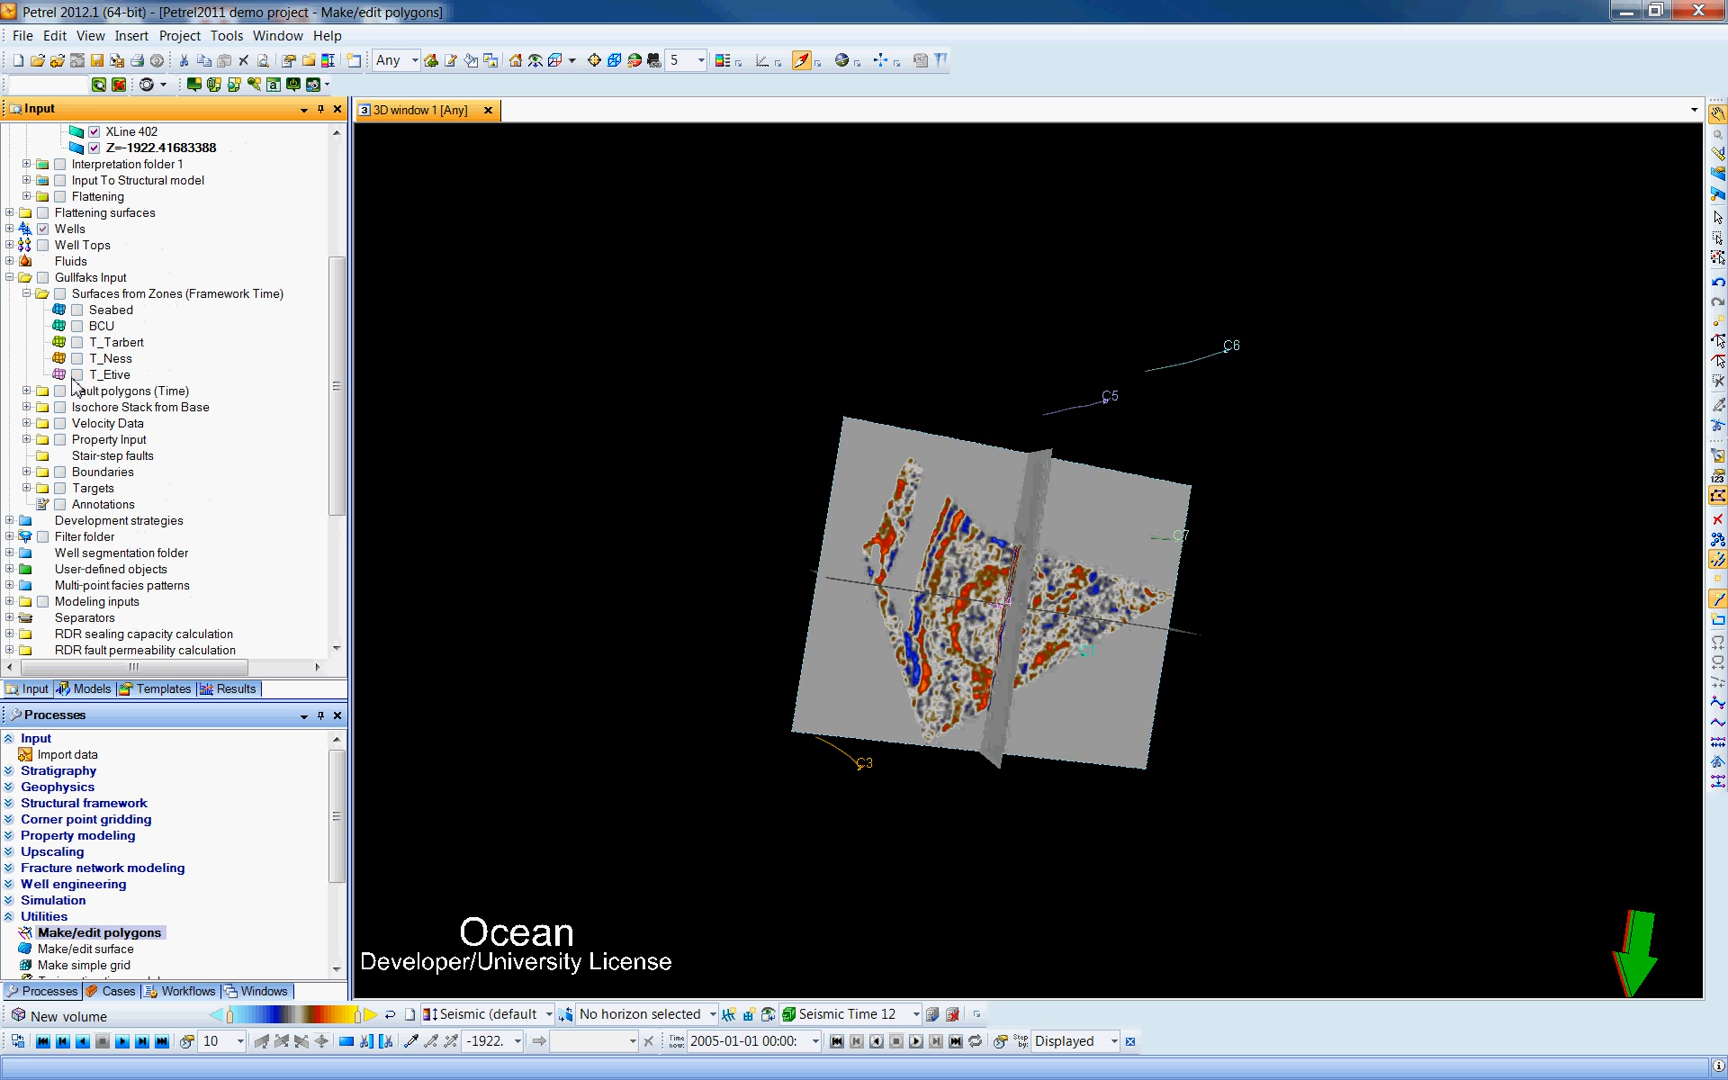 Petrel 2012.1 (64-bit) - [Petrel2011 demo project - Make/edit polygons]
File Edit View Insert Project Tools Window Help
Any 5
Input
3D window 1 [Any]
XLine 402
Z=-1922.41683388
Interpretation folder 1
Input To Structural model
Flattening
Flattening surfaces
Wells
Well Tops
Fluids
Gullfaks Input
Surfaces from Zones (Framework Time)
Seabed
BCU
T_Tarbert
T_Ness
T_Etive
ault polygons (Time)
Isochore Stack from Base
Velocity Data
Property Input
Stair-step faults
Boundaries
Targets
Annotations
Development strategies
Filter folder
Well segmentation folder
User-defined objects
Multi-point facies patterns
Modeling inputs
Separators
RDR sealing capacity calculation
RDR fault permeability calculation
Input Models Templates Results
Processes
Input
Import data
Stratigraphy
Geophysics
Structural framework
Corner point gridding
Property modeling
Upscaling
Fracture network modeling
Well engineering
Simulation
Utilities
Make/edit polygons
Make/edit surface
Make simple grid
Processes Cases Workflows Windows
C6
C5
C7
C4
C1
C3
Ocean
Developer/University License
New volume Seismic (default No horizon selected Seismic Time 12
10 -1922. Time now: 2005-01-01 00:00: Step by: Displayed